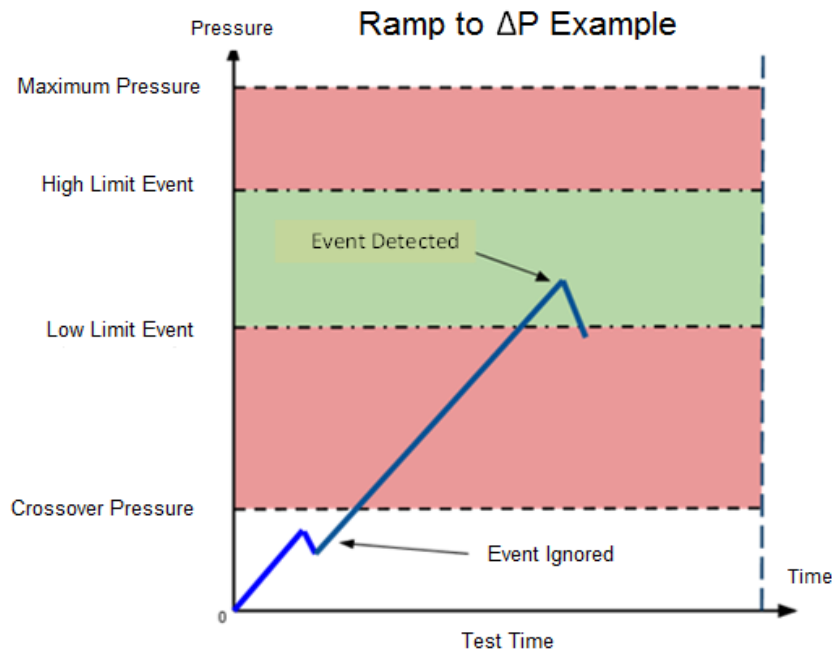 Ramp to ΔP Example
Pressure
Maximum Pressure
High Limit Event
Event Detected
Low Limit Event
Crossover Pressure
Event Ignored
Time
0
Test Time